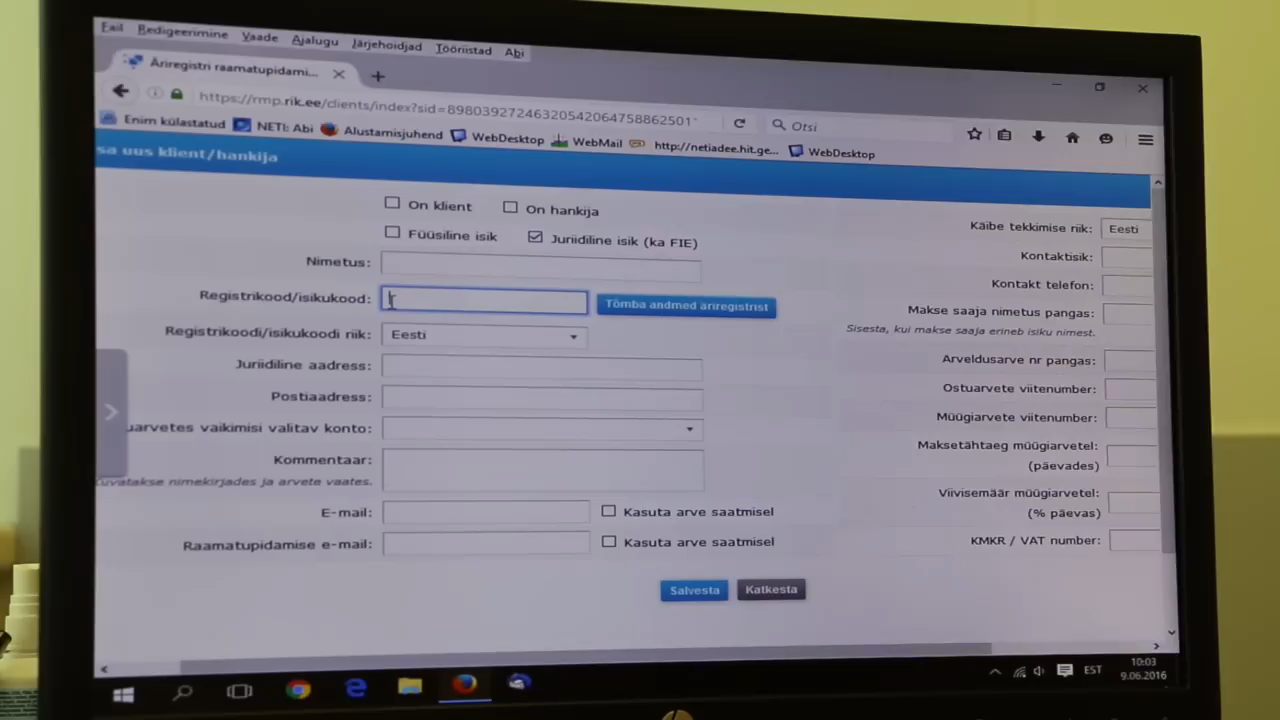 Fail Redigeerimine Vaade Ajalugu Järjehoidjad Tööriistad Abi
Äriregistri raamatupidami...
https://rmp.rik.ee/clients/index?sid=89803927246320542064758862501
Otsi
Enim külastatud NETI: Abi Alustamisjuhend WebDesktop WebMail http://netiadee.hit.ge... WebDesktop
sa uus klient/hankija
On klient On hankija
Füüsiline isik Juriidiline isik (ka FIE)
Nimetus:
Registrikood/isikukood: Tõmba andmed äriregistrist
Registrikoodi/isikukoodi riik: Eesti
Juriidiline aadress:
Postiaadress:
uarvetes vaikimisi valitav konto:
Kommentaar:
Kuvatakse nimekirjades ja arvete vaates.
E-mail: Kasuta arve saatmisel
Raamatupidamise e-mail: Kasuta arve saatmisel
Käibe tekkimise riik: Eesti
Kontaktisik:
Kontakt telefon:
Makse saaja nimetus pangas:
Sisesta, kui makse saaja erineb isiku nimest.
Arveldusarve nr pangas:
Ostuarvete viitenumber:
Müügiarvete viitenumber:
Maksetähtaeg müügiarvetel:
(päevades)
Viivisemäär müügiarvetel:
(% päevas)
KMKR / VAT number:
Salvesta Katkesta
EST
10:03
9.06.2016